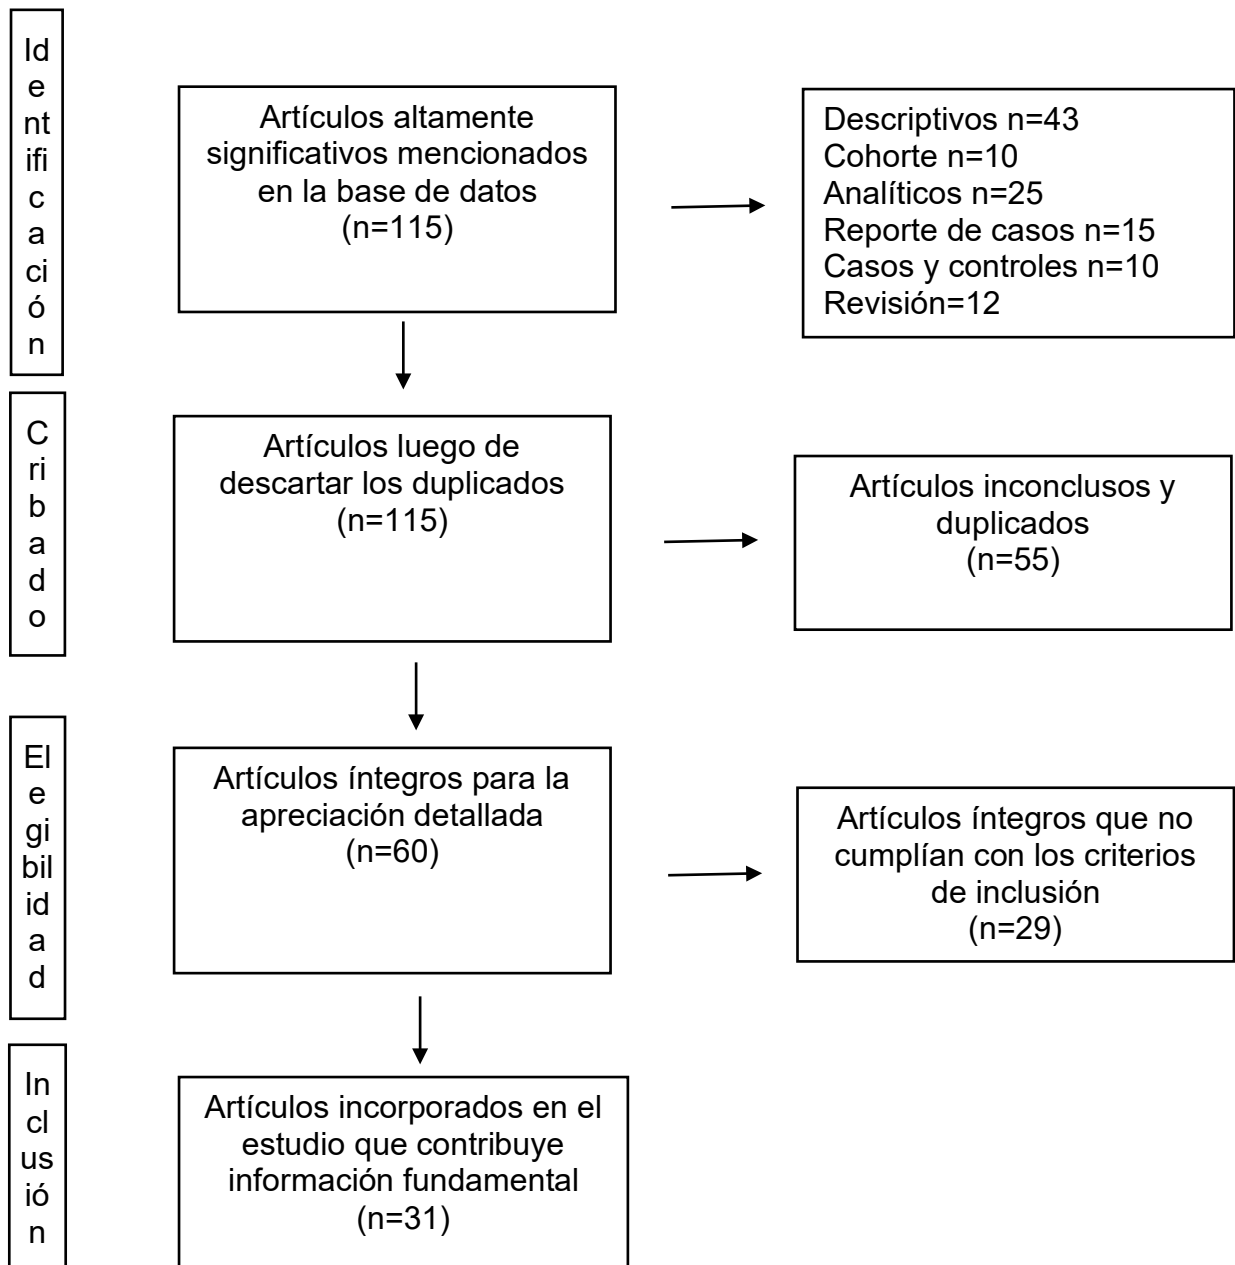 Id
e
nt
ifi
c
a
ci
ó
n
Artículos altamente
significativos mencionados
en la base de datos
(n=115)
Descriptivos n=43
Cohorte n=10
Analíticos n=25
Reporte de casos n=15
Casos y controles n=10
Revisión=12
C
ri
b
a
d
o
Artículos luego de
descartar los duplicados
(n=115)
Artículos inconclusos y
duplicados
(n=55)
El
e
gi
bil
id
a
d
Artículos íntegros para la
apreciación detallada
(n=60)
Artículos íntegros que no
cumplían con los criterios
de inclusión
(n=29)
In
cl
us
ió
n
Artículos incorporados en el
estudio que contribuye
información fundamental
(n=31)